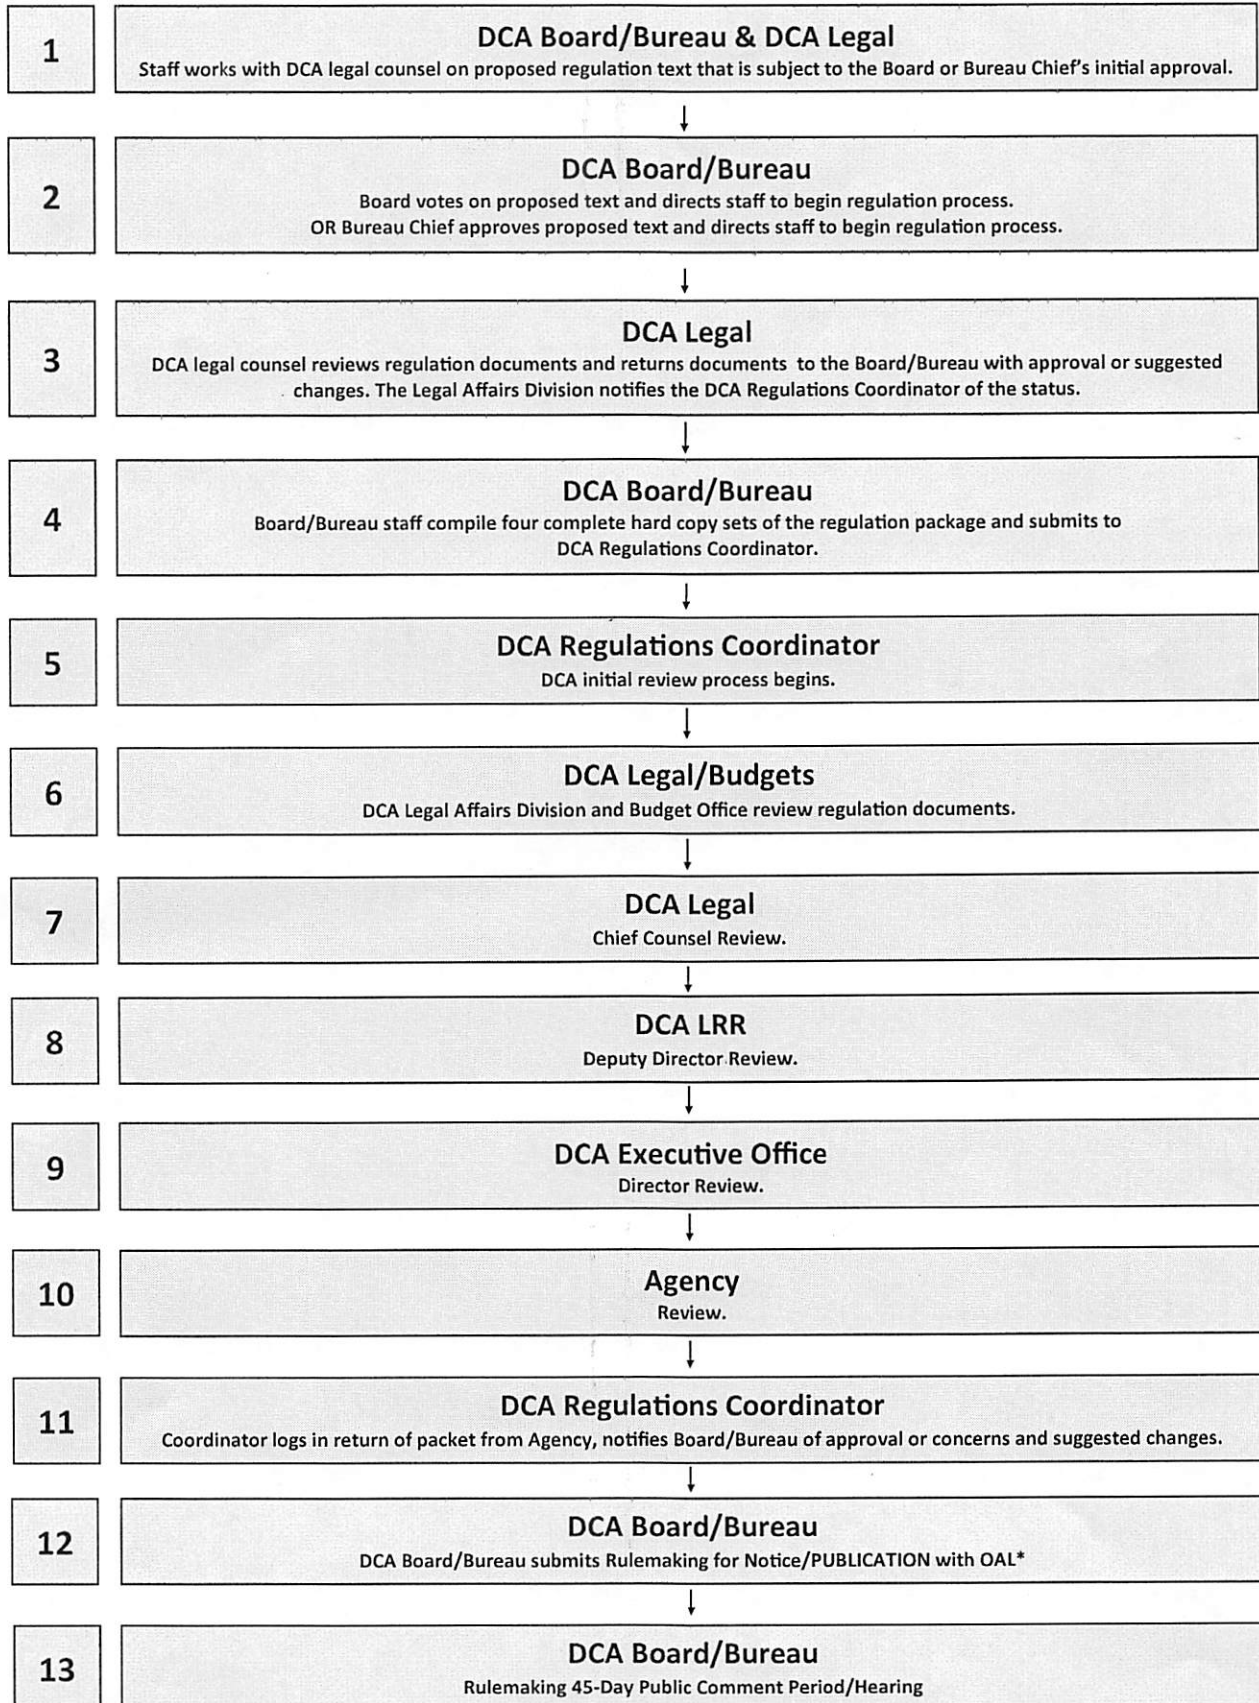 1
DCA Board/Bureau & DCA Legal
Staff works with DCA legal counsel on proposed regulation text that is subject to the Board or Bureau Chief's initial approval.
2
DCA Board/Bureau
Board votes on proposed text and directs staff to begin regulation process.
OR Bureau Chief approves proposed text and directs staff to begin regulation process.
3
DCA Legal
DCA legal counsel reviews regulation documents and returns documents to the Board/Bureau with approval or suggested
changes. The Legal Affairs Division notifies the DCA Regulations Coordinator of the status.
4
DCA Board/Bureau
Board/Bureau staff compile four complete hard copy sets of the regulation package and submits to
DCA Regulations Coordinator.
5
DCA Regulations Coordinator
DCA initial review process begins.
6
DCA Legal/Budgets
DCA Legal Affairs Division and Budget Office review regulation documents.
7
DCA Legal
Chief Counsel Review.
8
DCA LRR
Deputy Director Review.
9
DCA Executive Office
Director Review.
10
Agency
Review.
11
DCA Regulations Coordinator
Coordinator logs in return of packet from Agency, notifies Board/Bureau of approval or concerns and suggested changes.
12
DCA Board/Bureau
DCA Board/Bureau submits Rulemaking for Notice/PUBLICATION with OAL*
13
DCA Board/Bureau
Rulemaking 45-Day Public Comment Period/Hearing